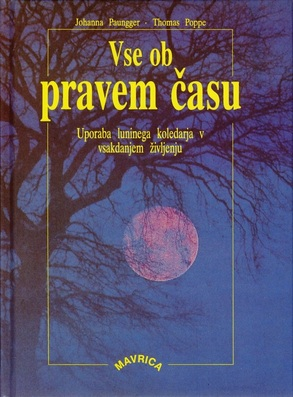 Johanna Paungger · Thomas Poppe
Vse ob
pravem času
Uporaba luninega koledarja v
vsakdanjem življenju
MAVRICA